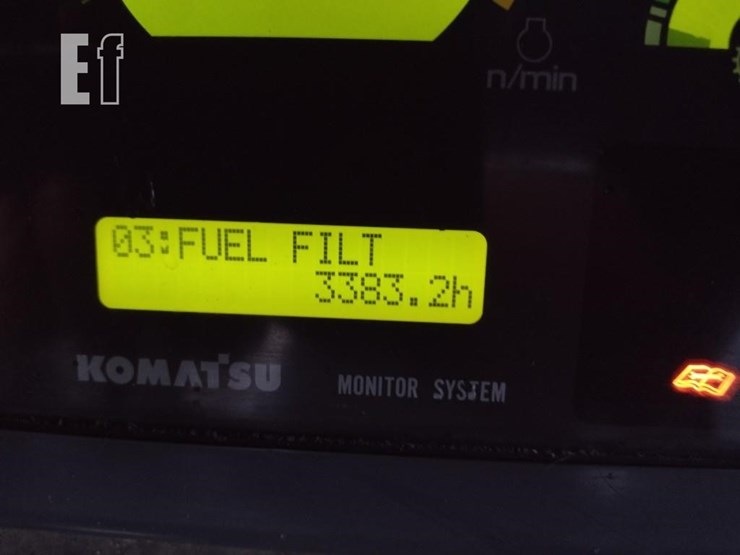 Ef
n/min
03:FUEL FILT
3383.2h
KOMATSU
MONITOR SYSTEM